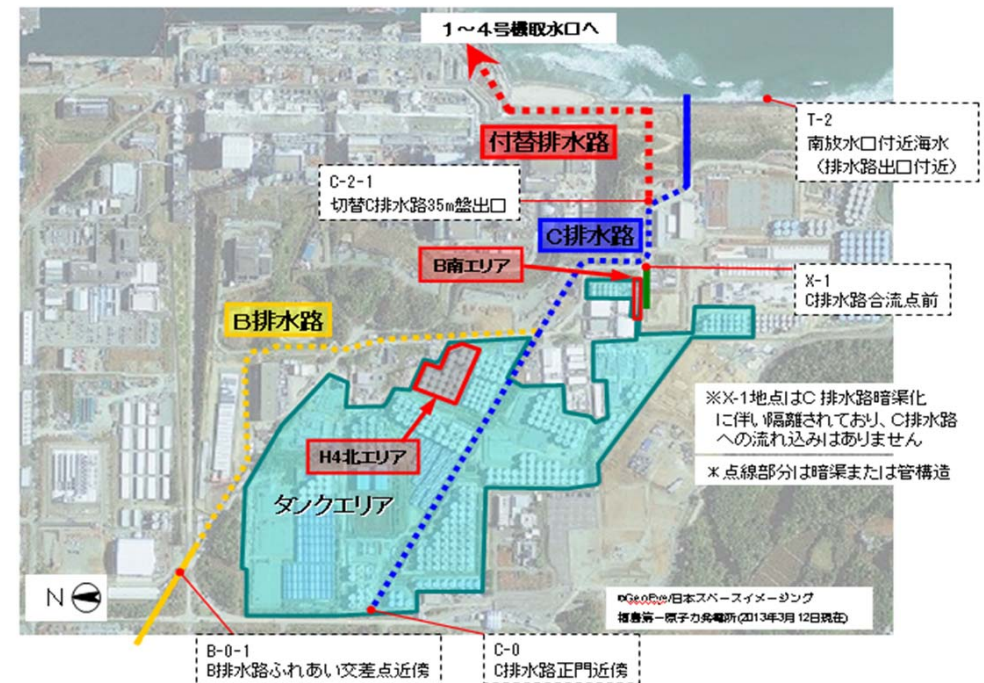 1～4号機取水口へ
T-2
南放水口付近海水
(排水路出口付近)
付替排水路
C-2-1
切替C排水路35m盤出口
C排水路
B南エリア
X-1
C排水路合流点前
B排水路
※X-1地点はC排水路暗渠化
に伴い隔離されており、C排水路
への流れ込みはありません
H4北エリア
＊点線部分は暗渠または管構造
タンクエリア
N
©GeoEye/日本スペースイメージング
福島第一原子力発電所(2013年3月12日現在)
B-0-1
B排水路ふれあい交差点近傍
C-0
C排水路正門近傍